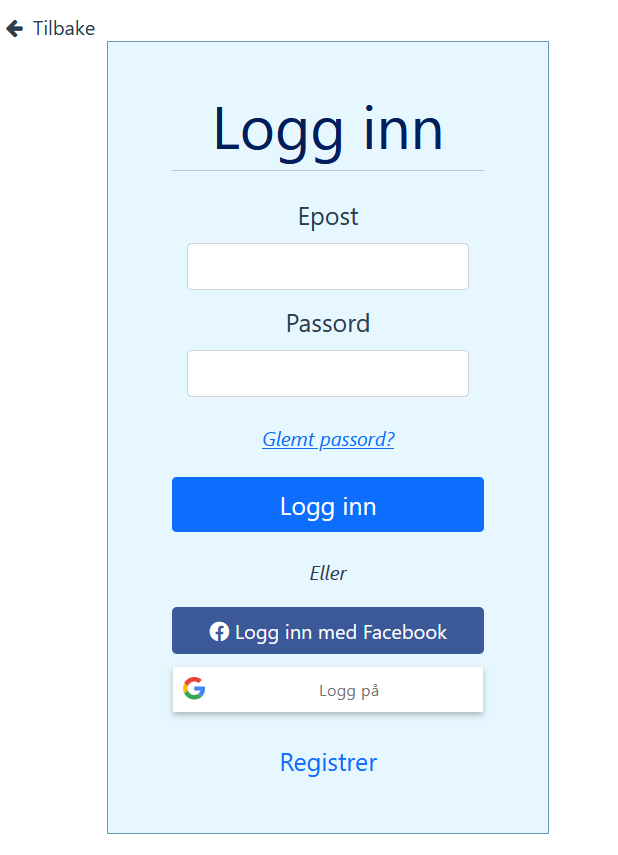 Tilbake
Logg inn
Epost
Passord
Glemt passord?
Logg inn
Eller
Logg inn med Facebook
Logg på
Registrer